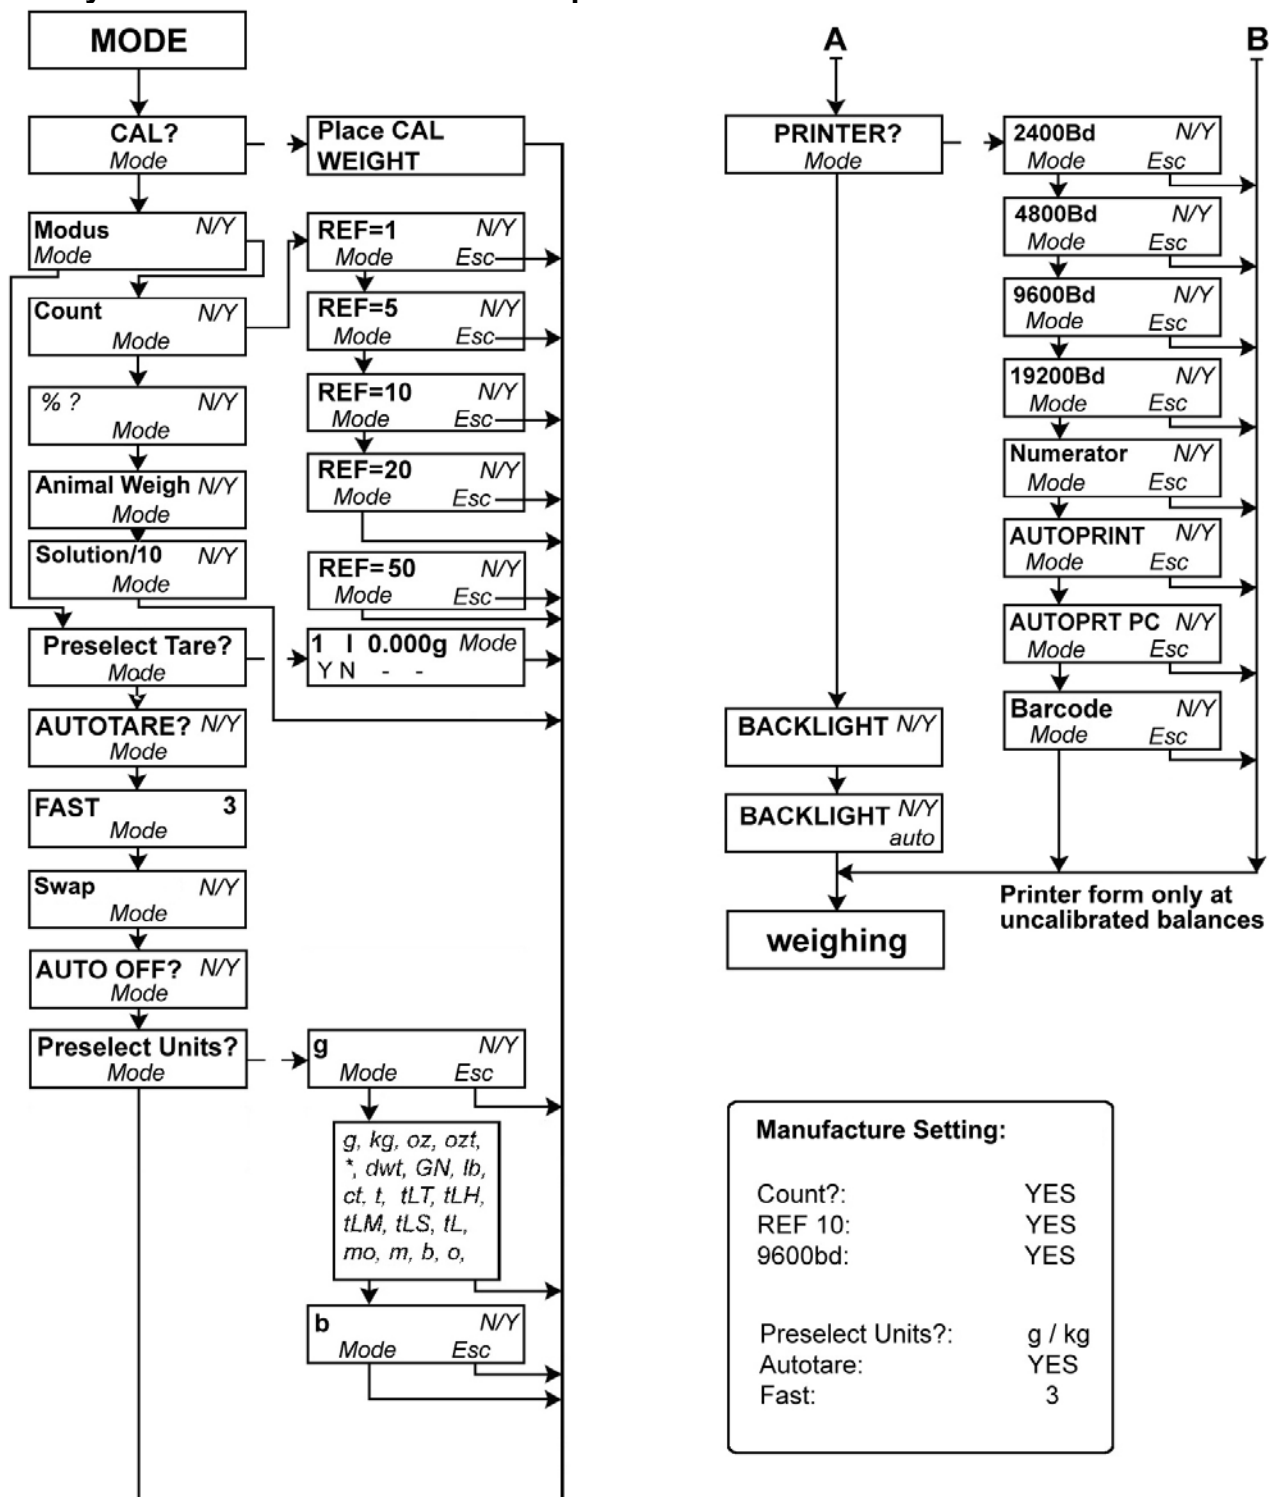 MODE
CAL?
Mode
Place CAL
WEIGHT
Modus N/Y
Mode
REF=1 N/Y
Mode Esc
Count N/Y
Mode
REF=5 N/Y
Mode Esc
% ? N/Y
Mode
REF=10 N/Y
Mode Esc
Animal Weigh N/Y
Mode
REF=20 N/Y
Mode Esc
Solution/10 N/Y
Mode
REF=50 N/Y
Mode Esc
Preselect Tare?
Mode
1 I 0.000g Mode
Y N - -
AUTOTARE? N/Y
Mode
FAST 3
Mode
Swap N/Y
Mode
AUTO OFF? N/Y
Mode
Preselect Units?
Mode
g N/Y
Mode Esc
g, kg, oz, ozt,
*, dwt, GN, lb,
ct. t, tLT, tLH,
tLM, tLS, tL,
mo, m, b, o,
b N/Y
Mode Esc
A
B
PRINTER?
Mode
2400Bd N/Y
Mode Esc
4800Bd N/Y
Mode Esc
9600Bd N/Y
Mode Esc
19200Bd N/Y
Mode Esc
Numerator N/Y
Mode Esc
AUTOPRINT N/Y
Mode Esc
AUTOPRT PC N/Y
Mode Esc
Barcode N/Y
Mode Esc
BACKLIGHT N/Y
BACKLIGHT N/Y
auto
Printer form only at
uncalibrated balances
weighing
Manufacture Setting:
Count?: YES
REF 10: YES
9600bd: YES
Preselect Units?: g / kg
Autotare: YES
Fast: 3